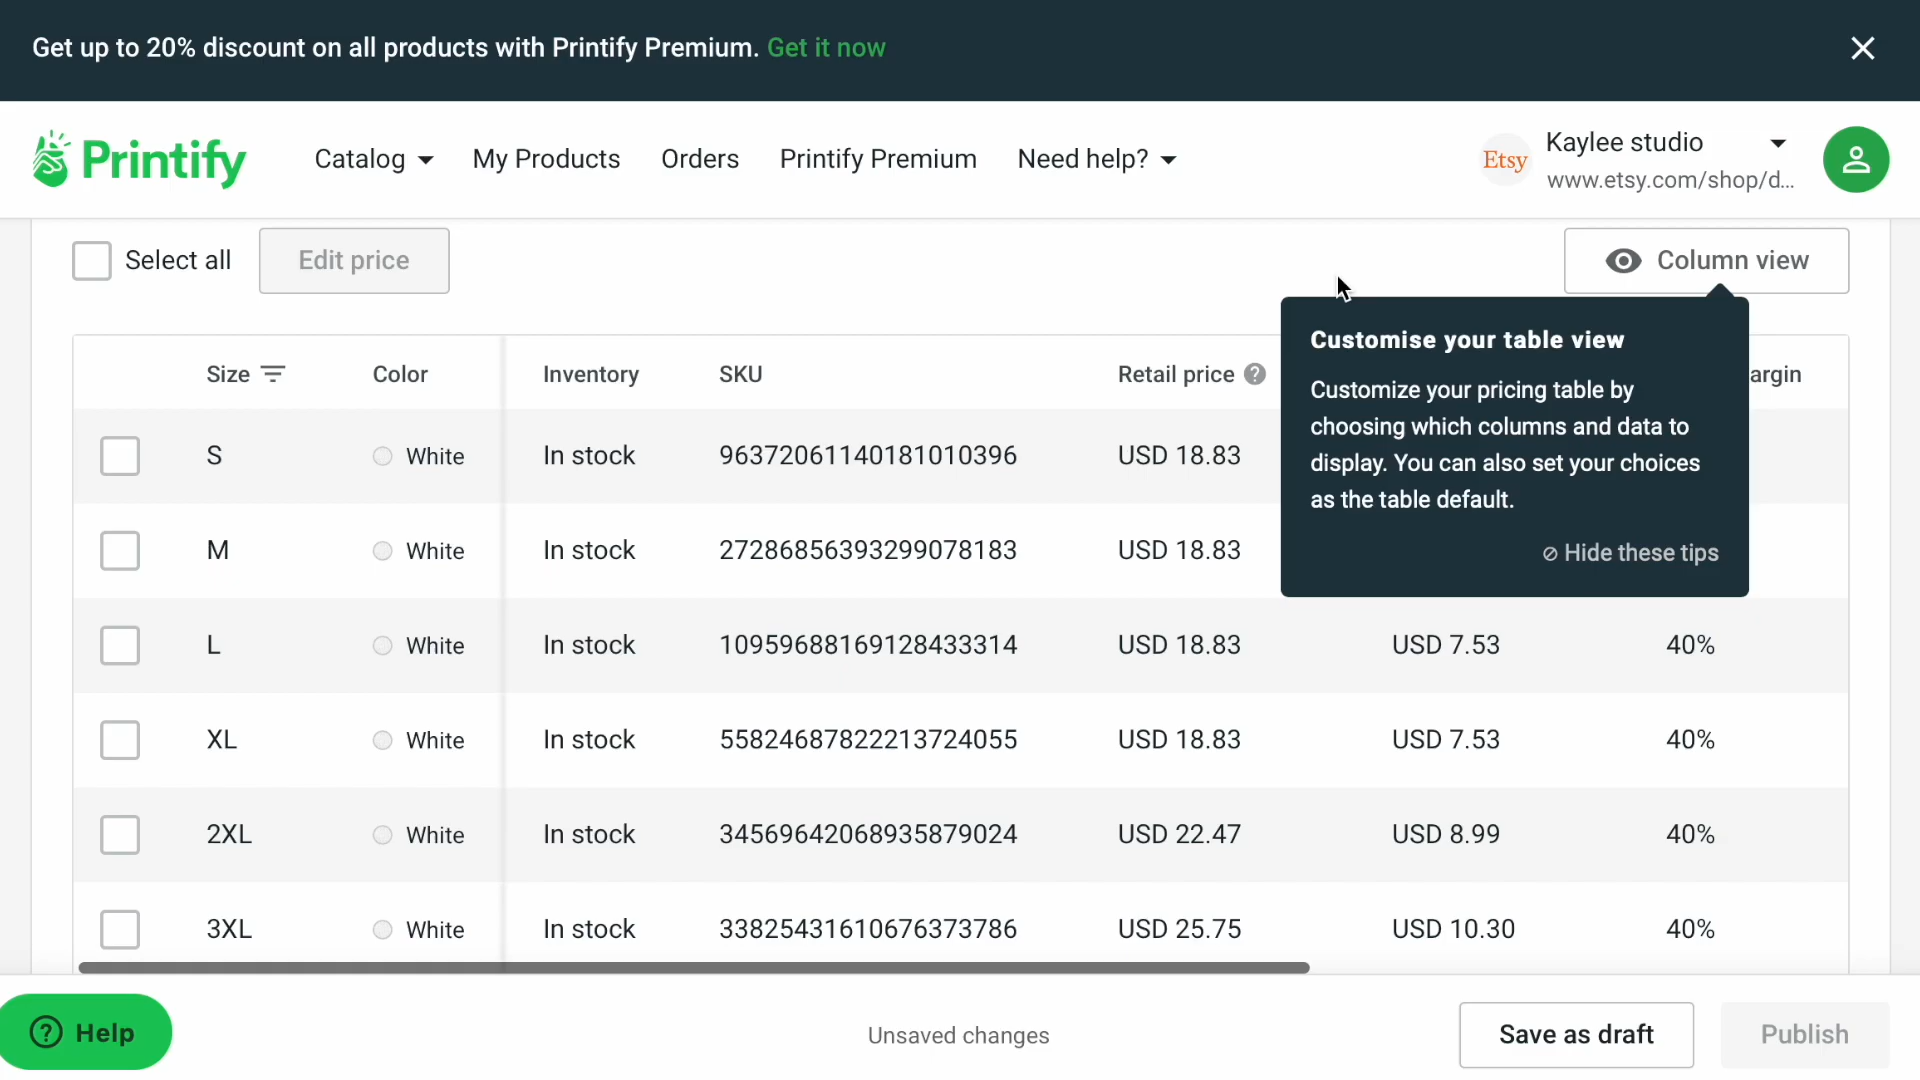 Get up to 20% discount on all products with Printify Premium. Get it now
Printify
Catalog
My Products
Orders
Printify Premium
Need help?
Etsy
Kaylee studio
www.etsy.com/shop/d...
Select all
Edit price
Column view
Customise your table view
Customize your pricing table by
choosing which columns and data to
display. You can also set your choices
as the table default.
Hide these tips
Size Color Inventory SKU Retail price ? argin
S White In stock 96372061140181010396 USD 18.83
M White In stock 27286856393299078183 USD 18.83
L White In stock 10959688169128433314 USD 18.83 USD 7.53 40%
XL White In stock 55824687822213724055 USD 18.83 USD 7.53 40%
2XL White In stock 34569642068935879024 USD 22.47 USD 8.99 40%
3XL White In stock 33825431610676373786 USD 25.75 USD 10.30 40%
? Help
Unsaved changes
Save as draft
Publish